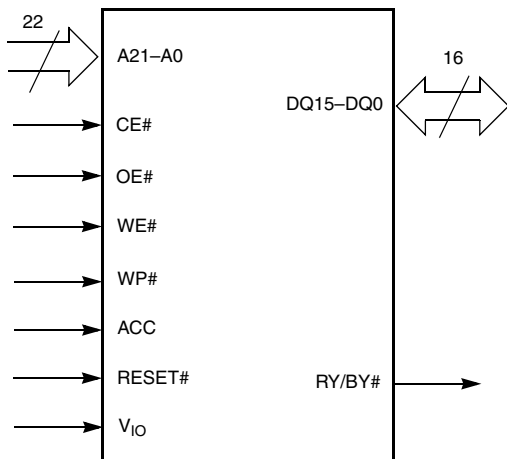 22
A21–A0
16
DQ15–DQ0
CE#
OE#
WE#
WP#
ACC
RESET#
RY/BY#
VIO